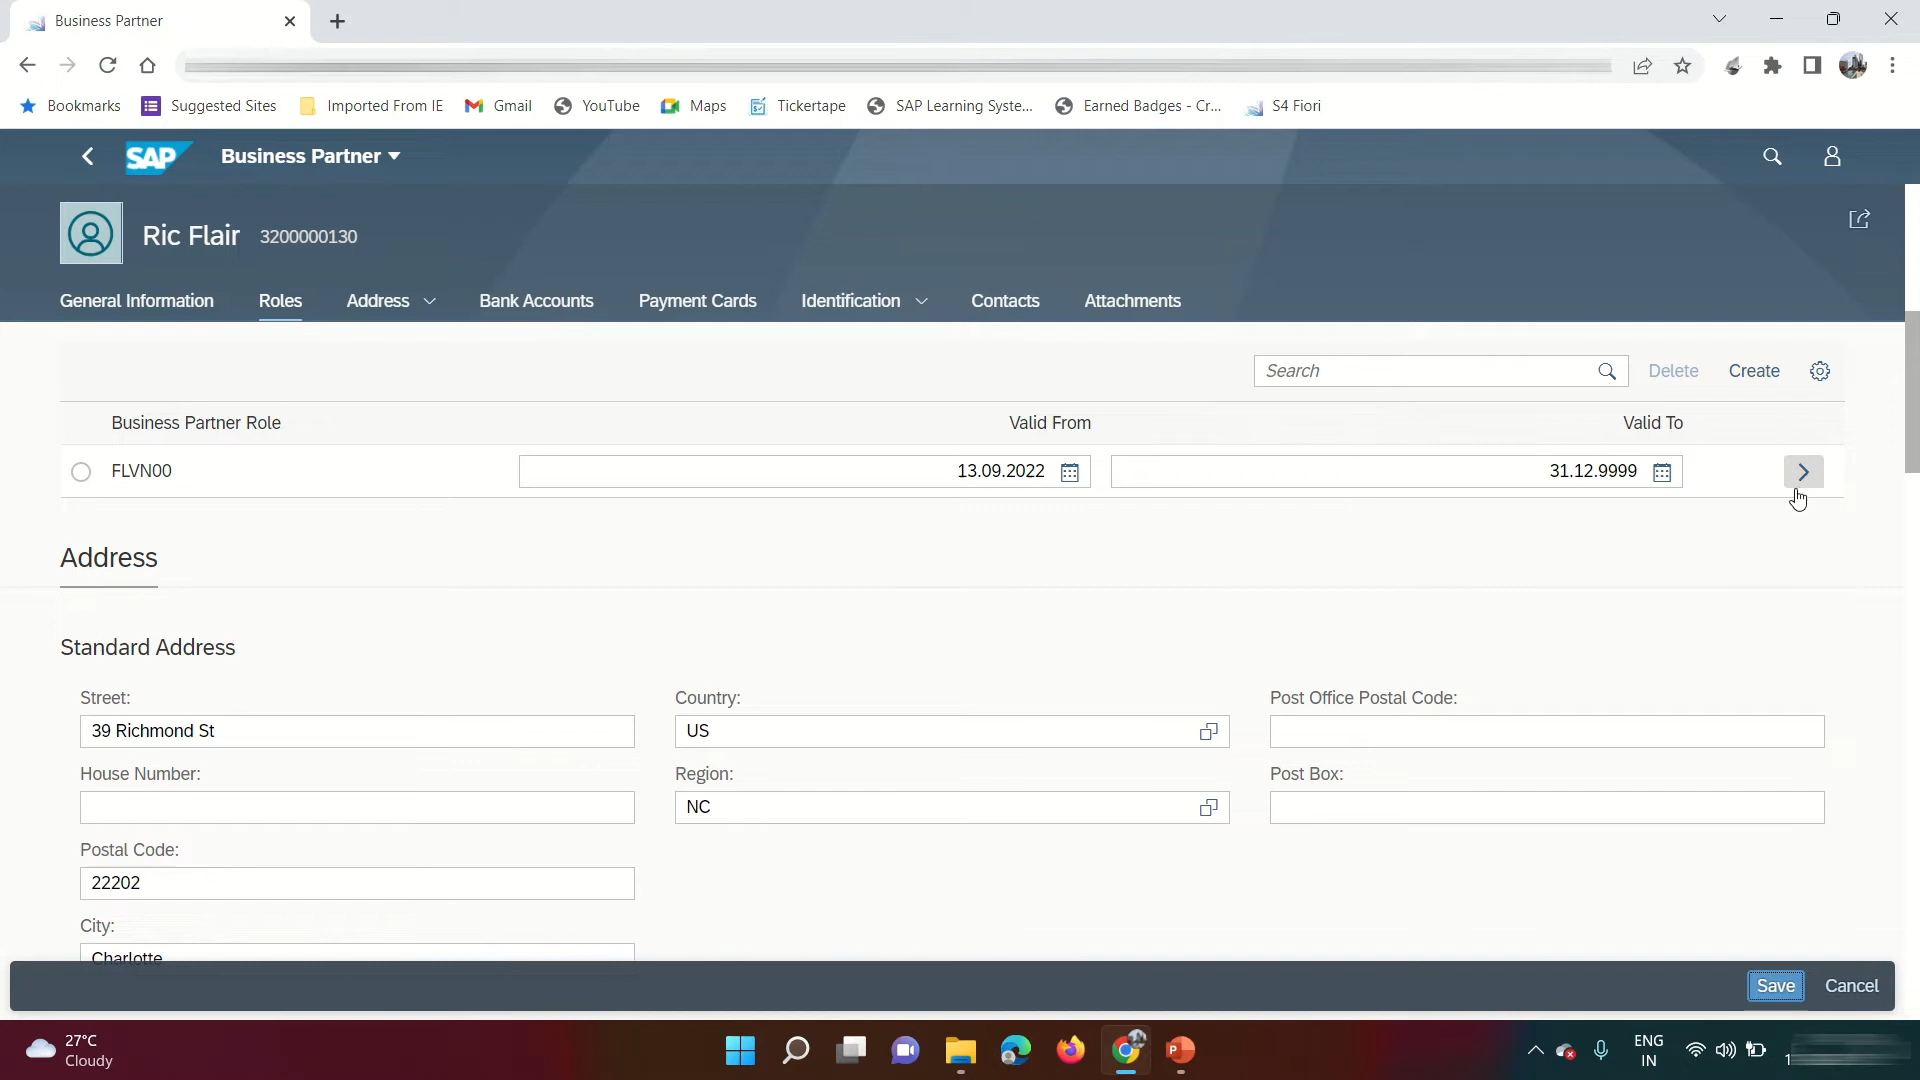 Business Partner
Bookmarks Suggested Sites Imported From IE Gmail YouTube Maps Tickertape SAP Learning Syste... Earned Badges - Cr... S4 Fiori
SAP Business Partner
Ric Flair 3200000130
General Information Roles Address Bank Accounts Payment Cards Identification Contacts Attachments
Search Delete Create
Business Partner Role Valid From Valid To
FLVN00 13.09.2022 31.12.9999
Address
Standard Address
Street: Country: Post Office Postal Code:
39 Richmond St US
House Number: Region: Post Box:
NC
Postal Code:
22202
City:
Charlotte
Save Cancel
27°C ENG
Cloudy IN